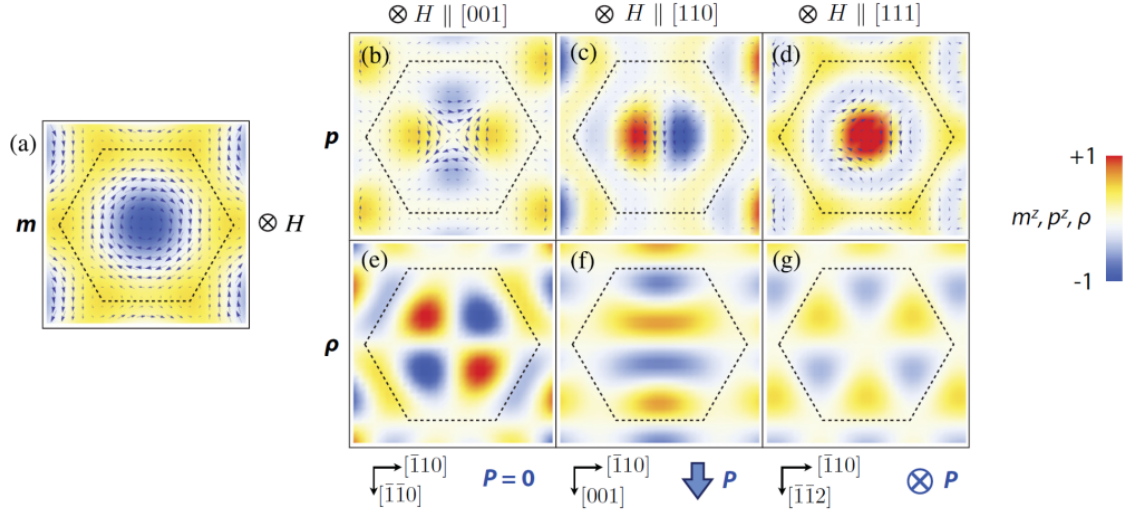 ⊗ H ∥ [001] ⊗ H ∥ [110] ⊗ H ∥ [111]
(a)
m
⊗ H
(b) (c) (d)
p
(e) (f) (g)
ρ
+1
m^z, p^z, ρ
-1
[1̄10] [1̄10] [1̄10]
[1̄1̄0] [001] [1̄1̄2]
P = 0 P ⊗ P